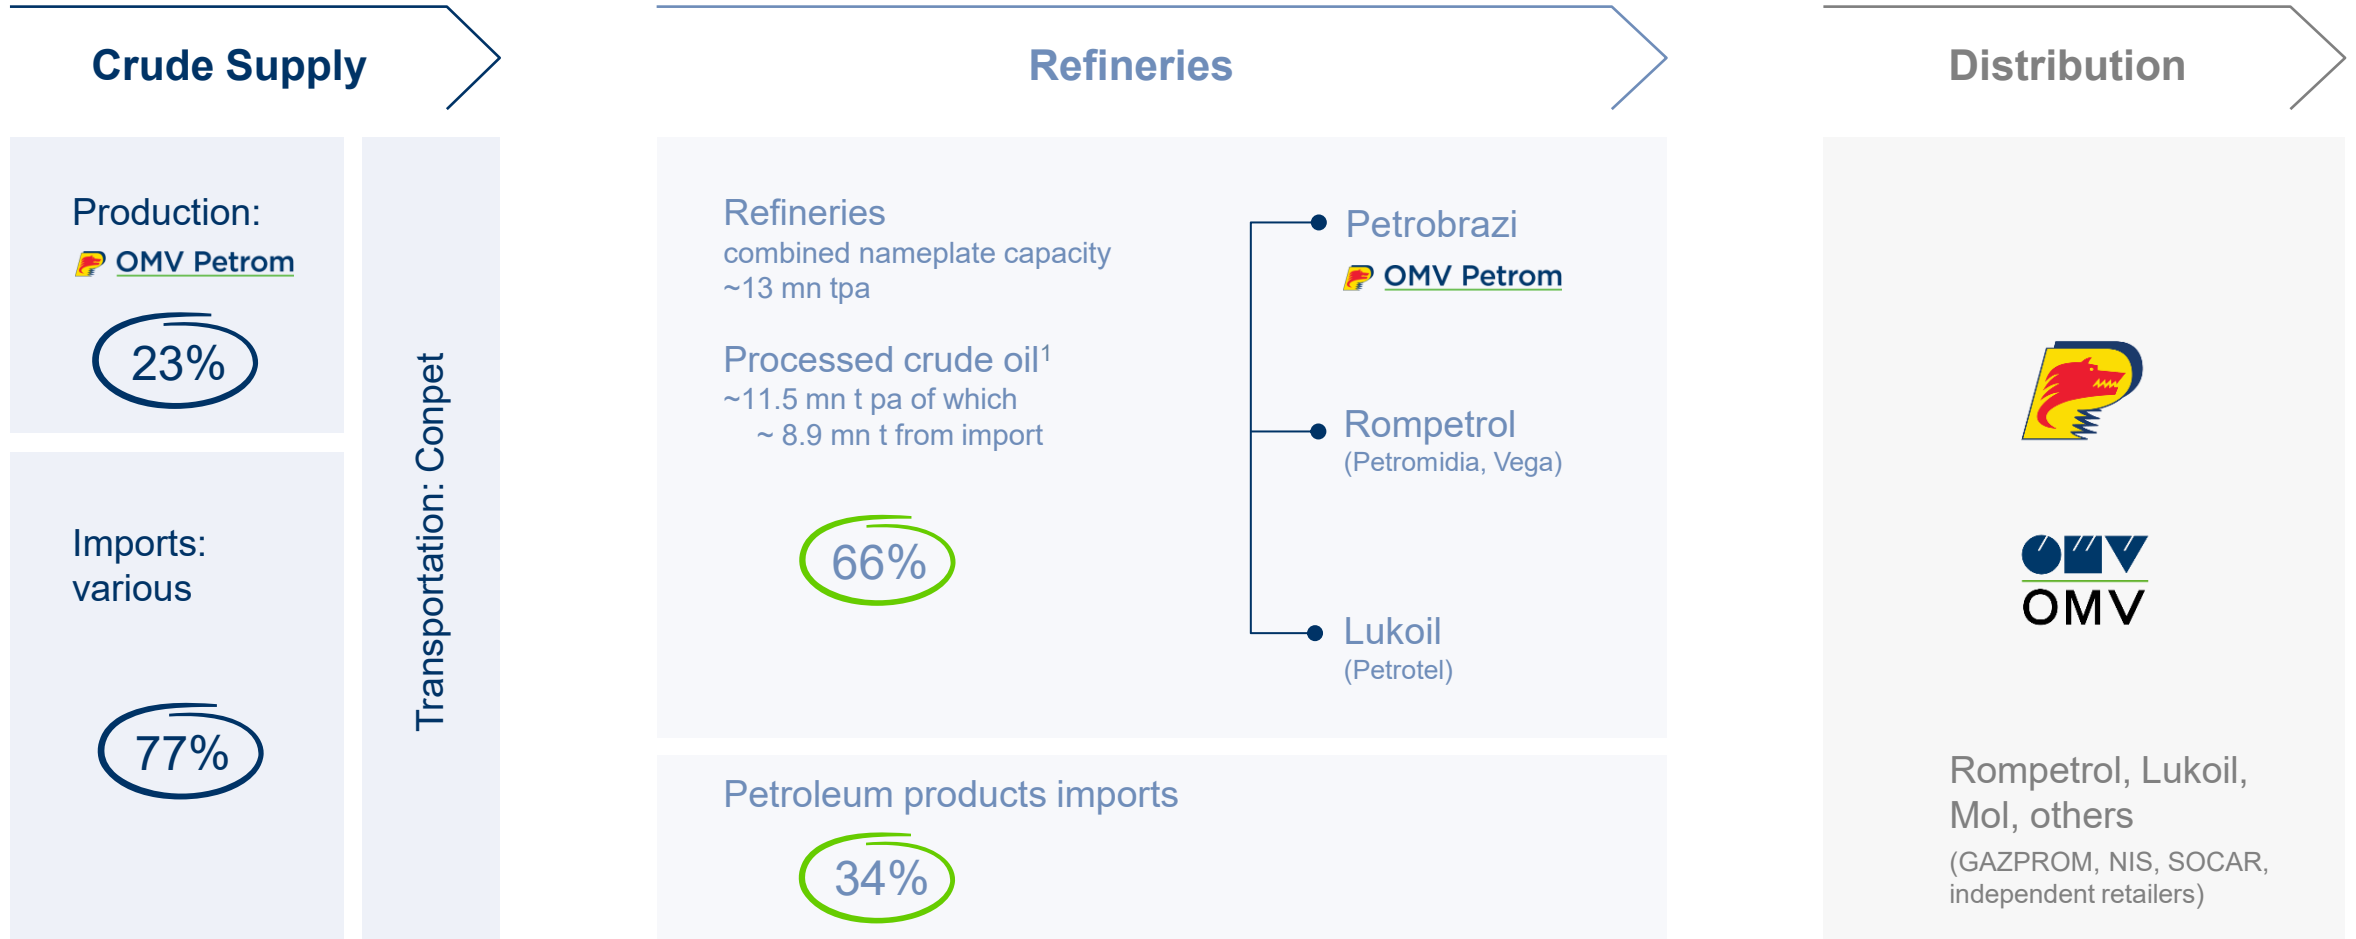 Crude Supply
Production:
OMV Petrom
23%
Imports:
various
77%
Transportation: Conpet
Refineries
Refineries
combined nameplate capacity
~13 mn tpa
Processed crude oil¹
~11.5 mn t pa of which
~ 8.9 mn t from import
66%
Petrobrazi
OMV Petrom
Rompetrol
(Petromidia, Vega)
Lukoil
(Petrotel)
Petroleum products imports
34%
Distribution
OMV
OMV
Rompetrol, Lukoil,
Mol, others
(GAZPROM, NIS, SOCAR,
independent retailers)